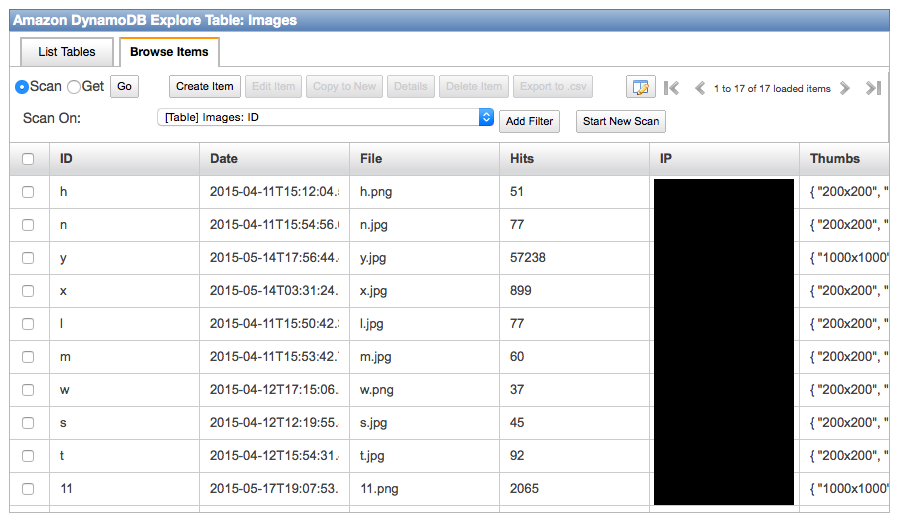 Amazon DynamoDB Explore Table: Images
List Tables Browse Items
Scan Get Go Create Item Edit Item Copy to New Details Delete Item Export to .csv 1 to 17 of 17 loaded items
Scan On: [Table] Images: ID Add Filter Start New Scan
ID Date File Hits IP Thumbs
h 2015-04-11T15:12:04. h.png 51 { "200x200", "
n 2015-04-11T15:54:56. n.jpg 77 { "200x200", "
y 2015-05-14T17:56:44. y.jpg 57238 { "1000x1000"
x 2015-05-14T03:31:24. x.jpg 899 { "200x200", "
l 2015-04-11T15:50:42. l.jpg 77 { "200x200", "
m 2015-04-11T15:53:42. m.jpg 60 { "200x200", "
w 2015-04-12T17:15:06. w.png 37 { "200x200", "
s 2015-04-12T12:19:55. s.jpg 45 { "200x200", "
t 2015-04-12T15:54:31. t.jpg 92 { "200x200", "
11 2015-05-17T19:07:53. 11.png 2065 { "1000x1000"